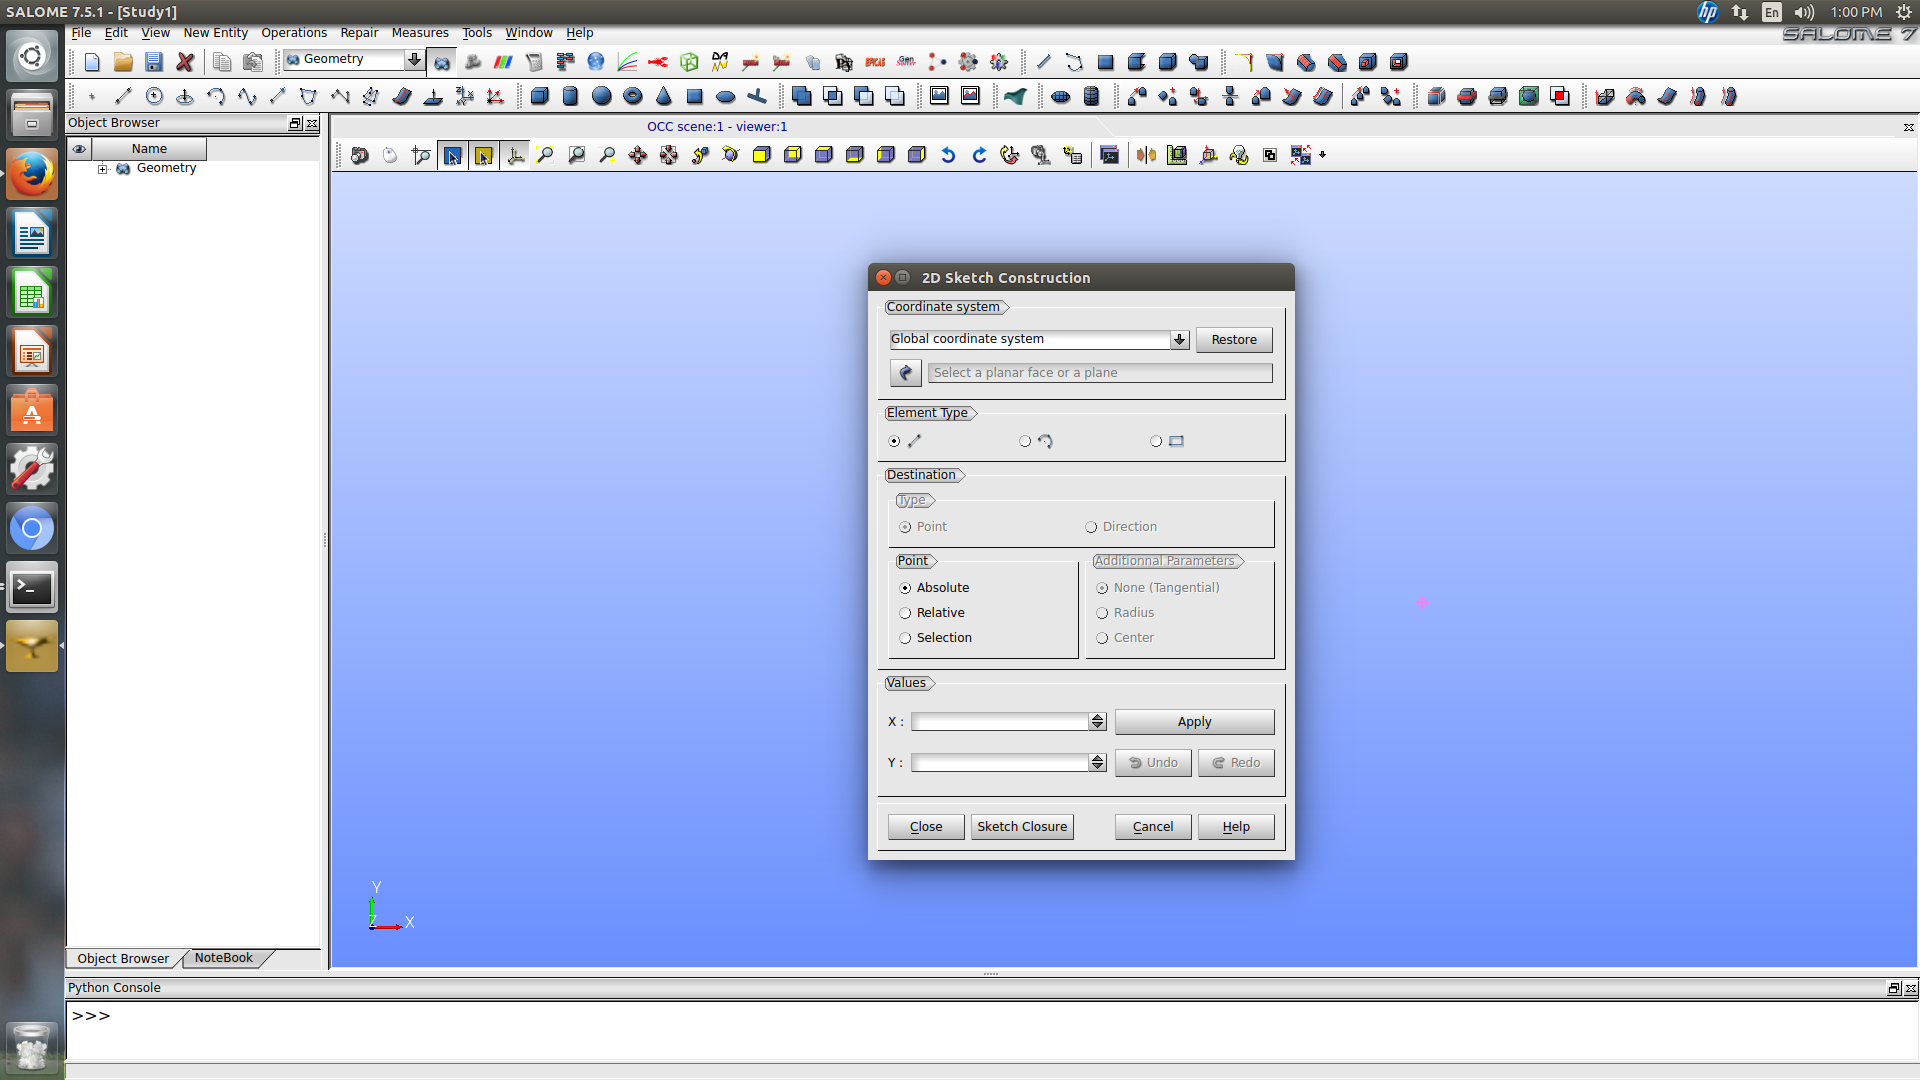 SALOME 7.5.1 - [Study1]
En
1:00 PM
File Edit View New Entity Operations Repair Measures Tools Window Help
SALOME 7
Geometry
Object Browser
OCC scene:1 - viewer:1
Name
Geometry
2D Sketch Construction
Coordinate system
Global coordinate system
Restore
Select a planar face or a plane
Element Type
Destination
Type
Point
Direction
Point
Additionnal Parameters
Absolute
None (Tangential)
Relative
Radius
Selection
Center
Values
X :
Apply
Y :
Undo
Redo
Close
Sketch Closure
Cancel
Help
Y
Z
X
Object Browser
NoteBook
Python Console
>>>